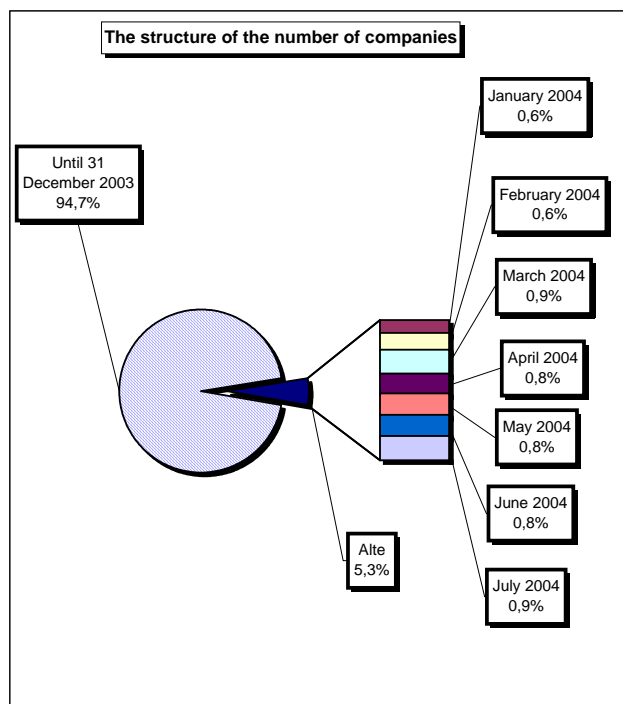 The structure of the number of companies
January 2004
0,6%
Until 31
December 2003
94,7%
February 2004
0,6%
March 2004
0,9%
April 2004
0,8%
May 2004
0,8%
June 2004
0,8%
Alte
5,3%
July 2004
0,9%